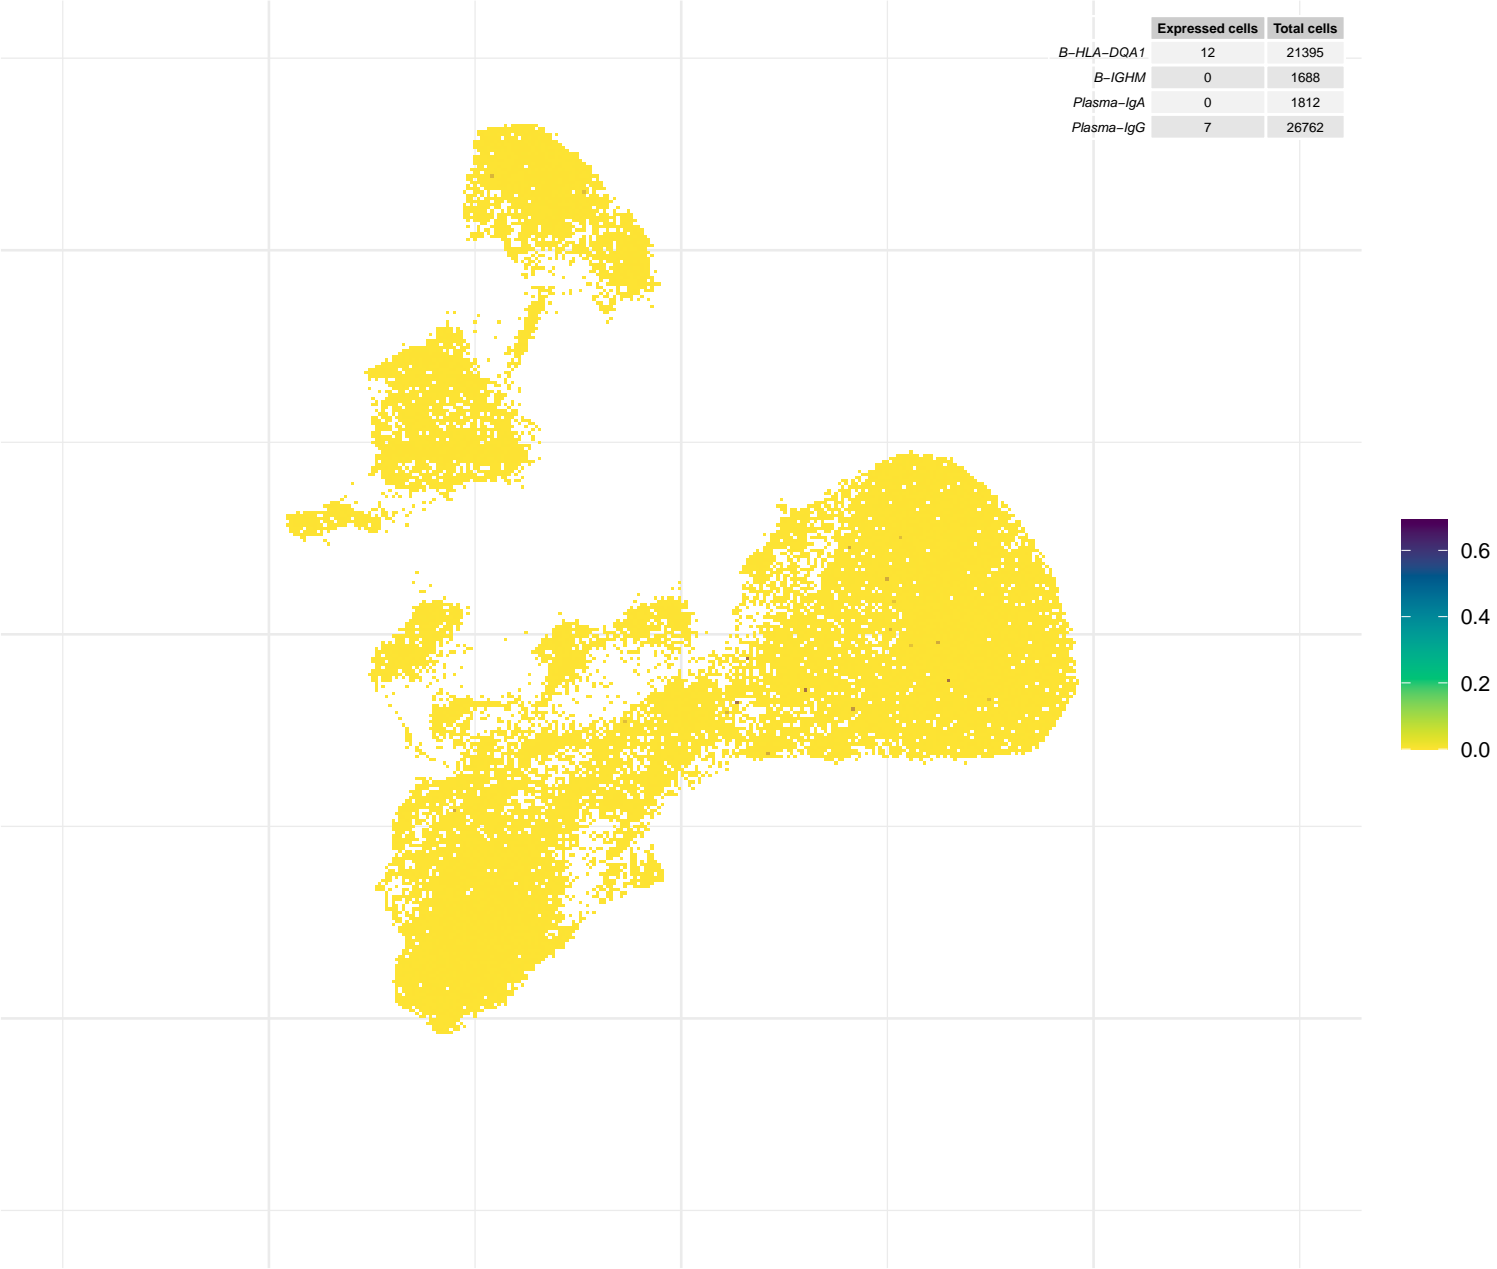 Expressed cells Total cells
B−HLA−DQA1 12 21395
B−IGHM 0 1688
Plasma−IgA 0 1812
Plasma−IgG 7 26762
0.6
0.4
0.2
0.0